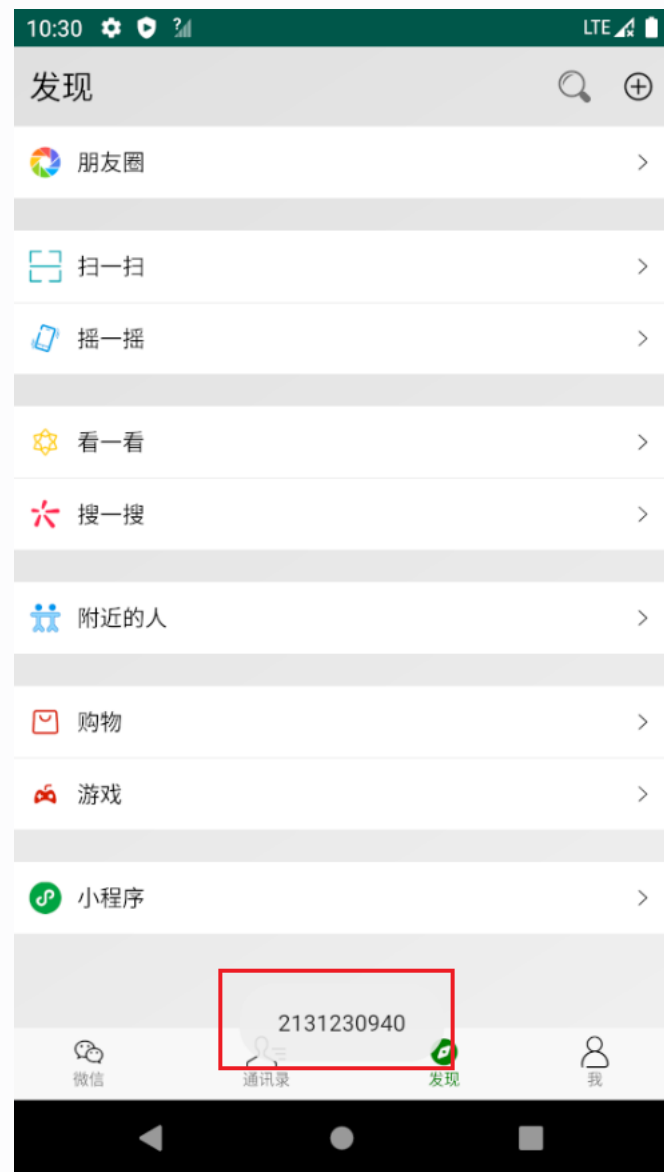 10:30 ? LTE
发现
朋友圈
扫一扫
摇一摇
看一看
搜一搜
附近的人
购物
游戏
小程序
2131230940
微信 通讯录 发现 我